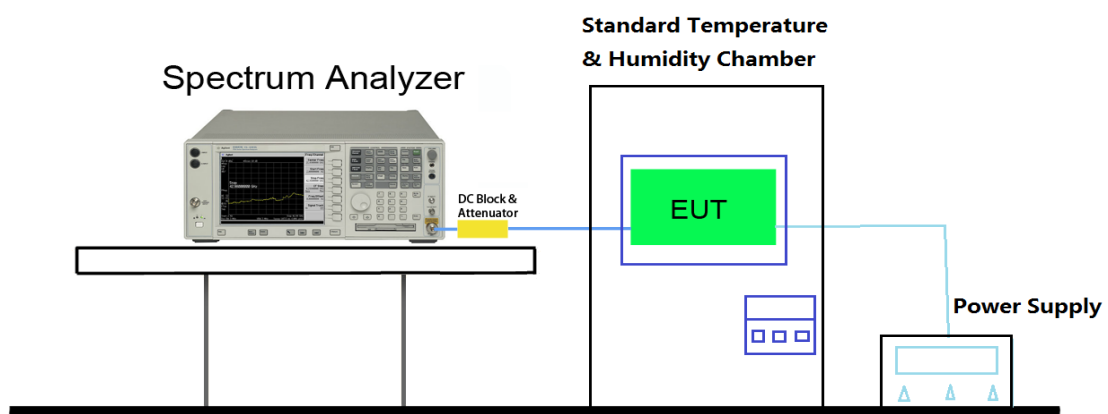 Standard Temperature
& Humidity Chamber
Spectrum Analyzer
DC Block &
Attenuator
EUT
Power Supply